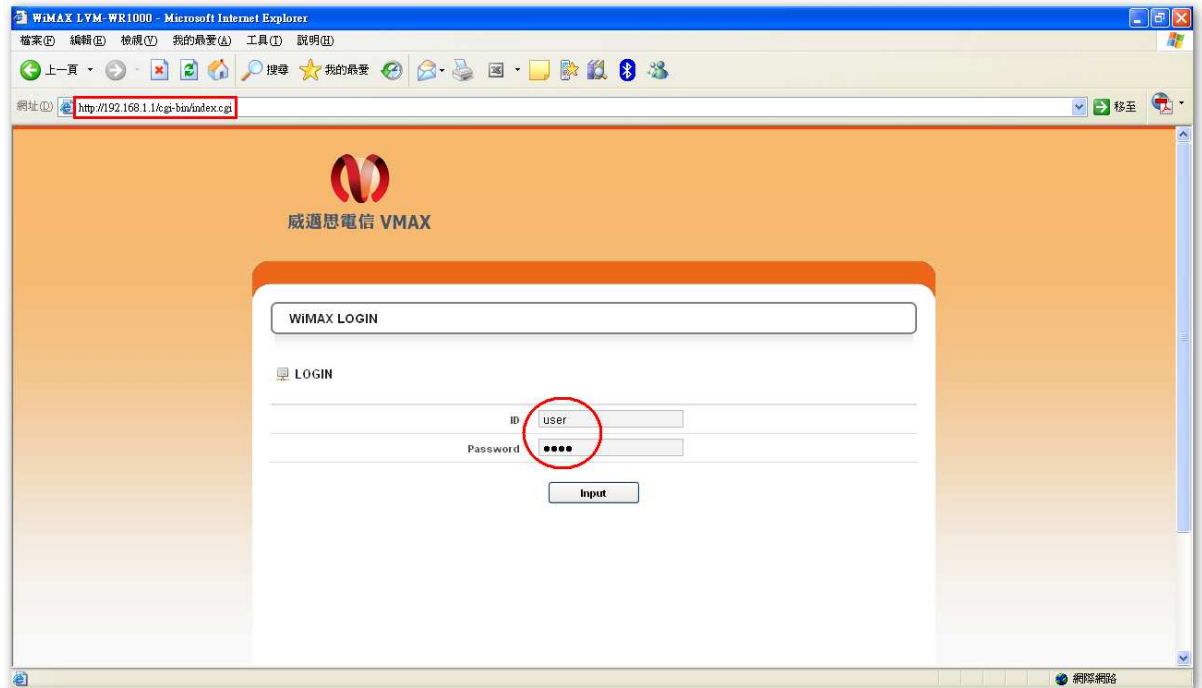 WiMAX LVM-WR1000 - Microsoft Internet Explorer
檔案(F) 編輯(E) 檢視(V) 我的最愛(A) 工具(T) 說明(H)
上一頁 搜尋 我的最愛
網址(D) http://192.168.1.1/cgi-bin/index.cgi 移至
威邁思電信 VMAX
WiMAX LOGIN
LOGIN
ID user
Password ●●●●
Input
網際網路